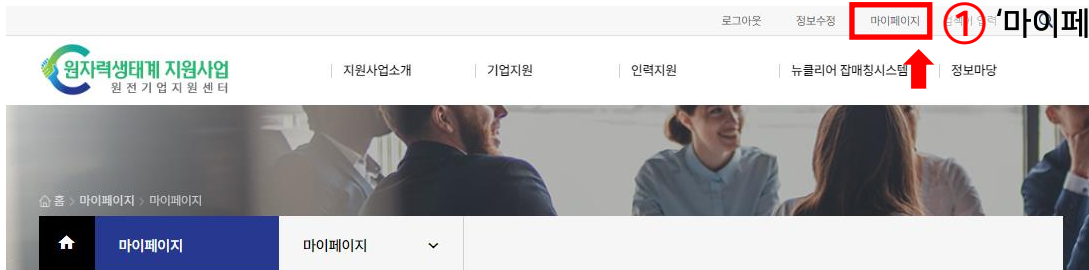 로그아웃 정보수정 마이페이지 ① ‘마이페
원자력생태계 지원사업
원전기업지원센터
지원사업소개 기업지원 인력지원 뉴클리어 잡매칭시스템 정보마당
홈 > 마이페이지 > 마이페이지
마이페이지 마이페이지